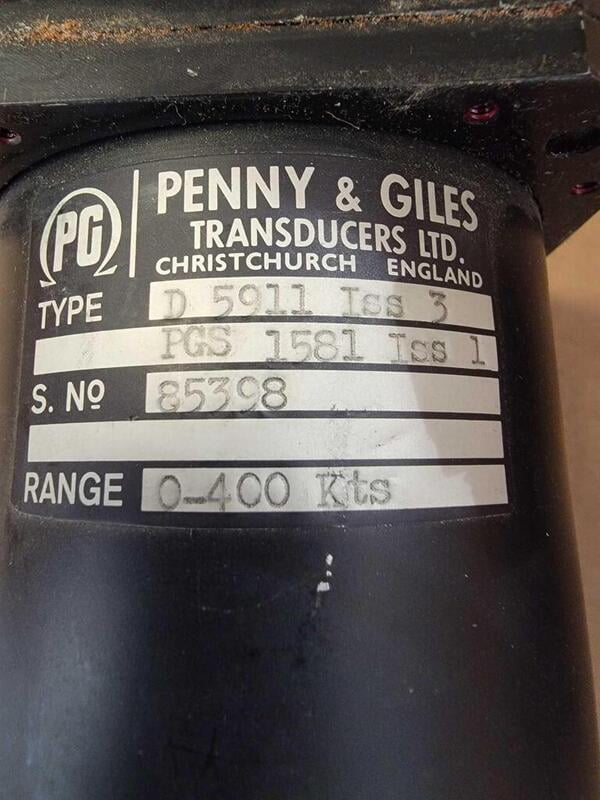 PG
PENNY & GILES
TRANSDUCERS LTD.
CHRISTCHURCH ENGLAND
TYPE D 5911 Iss 3
PGS 1581 Iss 1
S. Nº 85398
RANGE 0-400 Kts